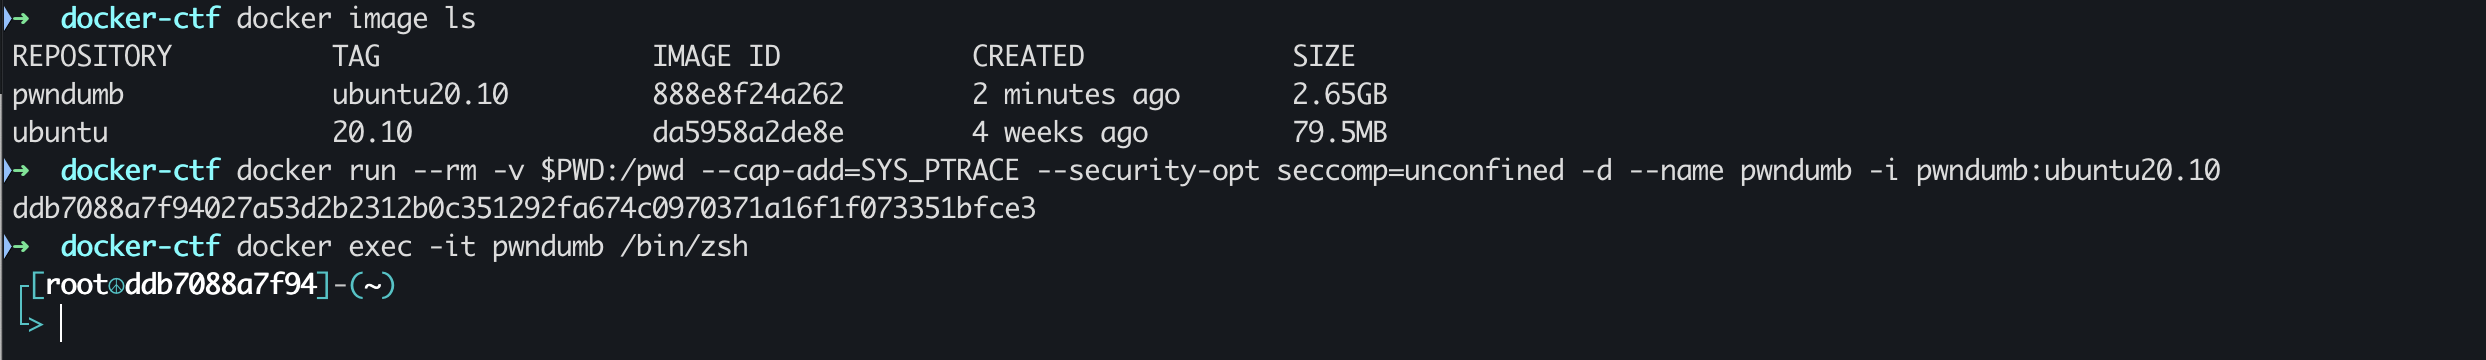 ➜ docker-ctf docker image ls
REPOSITORY TAG IMAGE ID CREATED SIZE
pwndumb ubuntu20.10 888e8f24a262 2 minutes ago 2.65GB
ubuntu 20.10 da5958a2de8e 4 weeks ago 79.5MB
➜ docker-ctf docker run --rm -v $PWD:/pwd --cap-add=SYS_PTRACE --security-opt seccomp=unconfined -d --name pwndumb -i pwndumb:ubuntu20.10
ddb7088a7f94027a53d2b2312b0c351292fa674c0970371a16f1f073351bfce3
➜ docker-ctf docker exec -it pwndumb /bin/zsh
┌[root☮ddb7088a7f94]-(~)
└>